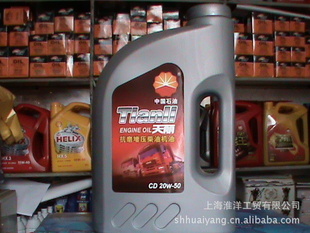 中国石油
Tianli
ENGINE OIL 天威
抗磨增压柴油机油
CD 20w-50
HELIX
上海淮洋工贸有限公司
shhuaiyang.cn.alibaba.com